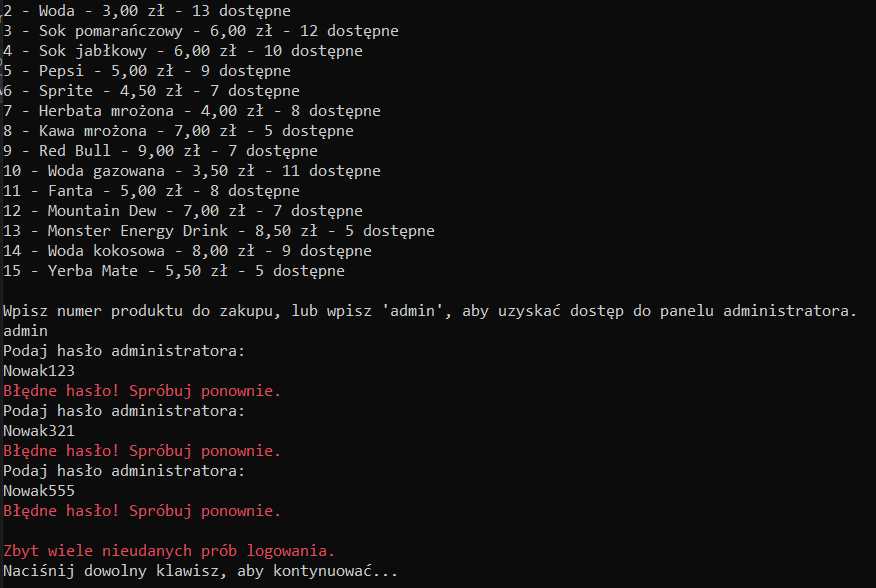 2 - Woda - 3,00 zł - 13 dostępne
3 - Sok pomarańczowy - 6,00 zł - 12 dostępne
4 - Sok jabłkowy - 6,00 zł - 10 dostępne
5 - Pepsi - 5,00 zł - 9 dostępne
6 - Sprite - 4,50 zł - 7 dostępne
7 - Herbata mrożona - 4,00 zł - 8 dostępne
8 - Kawa mrożona - 7,00 zł - 5 dostępne
9 - Red Bull - 9,00 zł - 7 dostępne
10 - Woda gazowana - 3,50 zł - 11 dostępne
11 - Fanta - 5,00 zł - 8 dostępne
12 - Mountain Dew - 7,00 zł - 7 dostępne
13 - Monster Energy Drink - 8,50 zł - 5 dostępne
14 - Woda kokosowa - 8,00 zł - 9 dostępne
15 - Yerba Mate - 5,50 zł - 5 dostępne
Wpisz numer produktu do zakupu, lub wpisz 'admin', aby uzyskać dostęp do panelu administratora.
admin
Podaj hasło administratora:
Nowak123
Błędne hasło! Spróbuj ponownie.
Podaj hasło administratora:
Nowak321
Błędne hasło! Spróbuj ponownie.
Podaj hasło administratora:
Nowak555
Błędne hasło! Spróbuj ponownie.
Zbyt wiele nieudanych prób logowania.
Naciśnij dowolny klawisz, aby kontynuować...